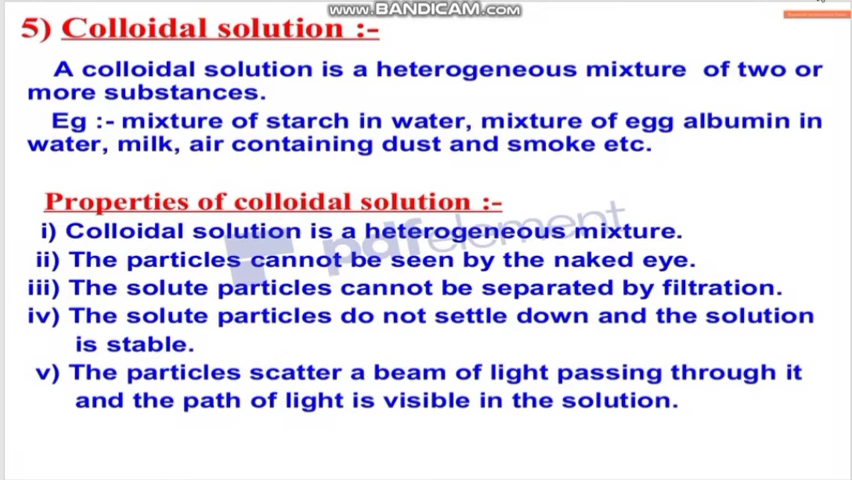 www.BANDICAM.com
5) Colloidal solution :-
A colloidal solution is a heterogeneous mixture of two or
more substances.
Eg :- mixture of starch in water, mixture of egg albumin in
water, milk, air containing dust and smoke etc.
Properties of colloidal solution :-
i) Colloidal solution is a heterogeneous mixture.
pdfelement
ii) The particles cannot be seen by the naked eye.
iii) The solute particles cannot be separated by filtration.
iv) The solute particles do not settle down and the solution
is stable.
v) The particles scatter a beam of light passing through it
and the path of light is visible in the solution.